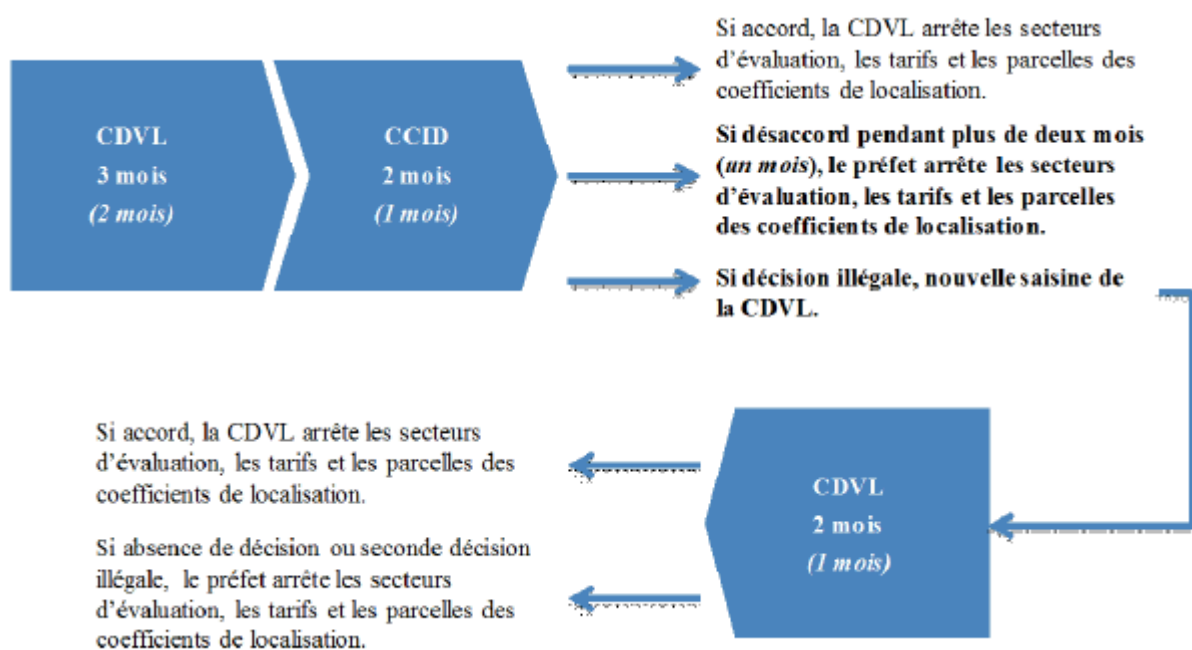 CDVL
3 mois
(2 mois)
CCID
2 mois
(1 mois)
Si accord, la CDVL arrête les secteurs
d'évaluation, les tarifs et les parcelles des
coefficients de localisation.
Si désaccord pendant plus de deux mois
(un mois), le préfet arrête les secteurs
d'évaluation, les tarifs et les parcelles
des coefficients de localisation.
Si décision illégale, nouvelle saisine de
la CDVL.
CDVL
2 mois
(1 mois)
Si accord, la CDVL arrête les secteurs
d'évaluation, les tarifs et les parcelles des
coefficients de localisation.
Si absence de décision ou seconde décision
illégale, le préfet arrête les secteurs
d'évaluation, les tarifs et les parcelles des
coefficients de localisation.